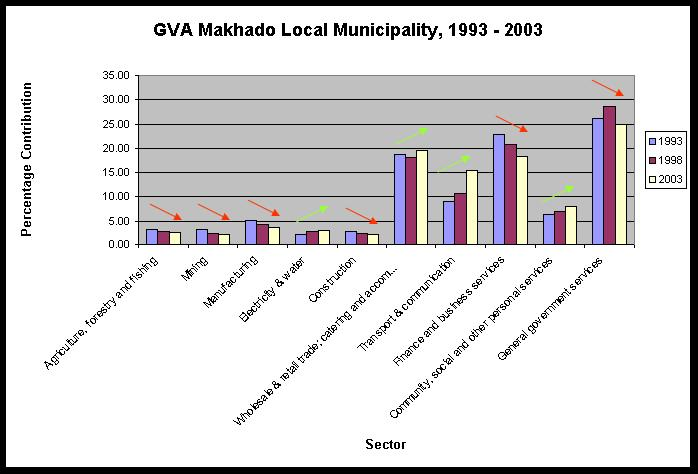 GVA Makhado Local Municipality, 1993 - 2003
Percentage Contribution
35.00
30.00
25.00
20.00
15.00
10.00
5.00
0.00
1993
1998
2003
Agriculture, forestry and fishing
Mining
Manufacturing
Electricity & water
Construction
Wholesale & retail trade; catering and accom...
Transport & communication
Finance and business services
Community, social and other personal services
General government services
Sector